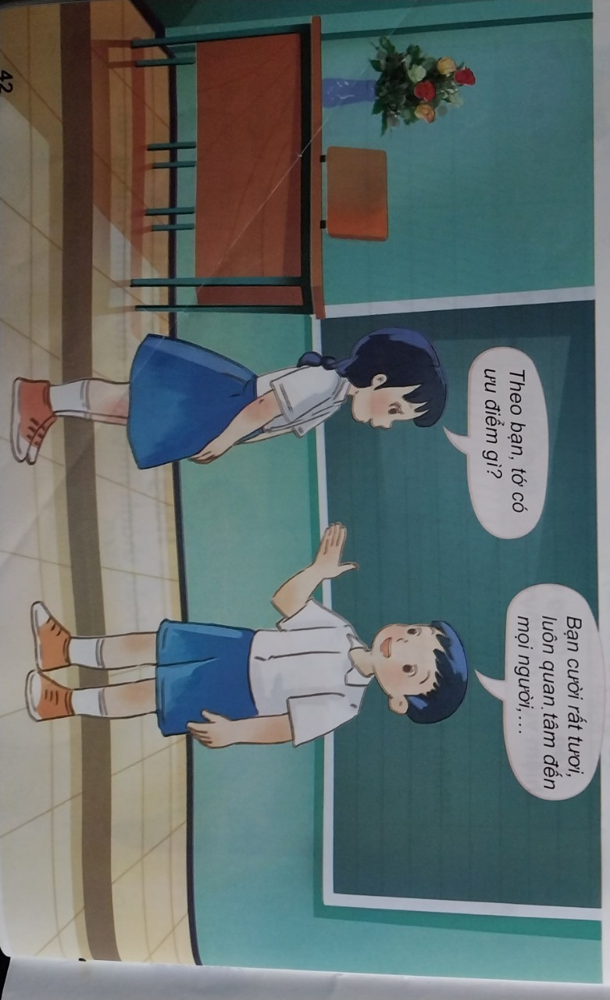 Theo bạn, tớ có
ưu điểm gì?
Bạn cười rất tươi,
luôn quan tâm đến
mọi người,...
42